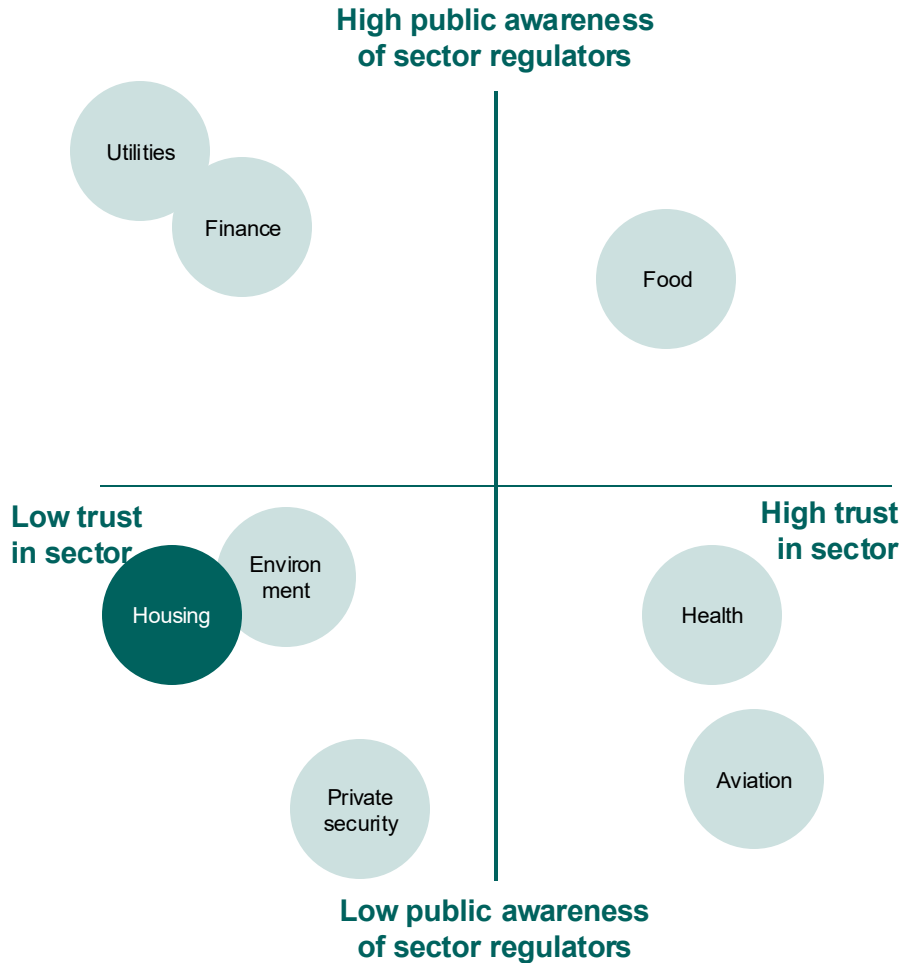 High public awareness
of sector regulators
Utilities
Finance
Food
Low trust
in sector
High trust
in sector
Environ
ment
Housing
Health
Private
security
Aviation
Low public awareness
of sector regulators